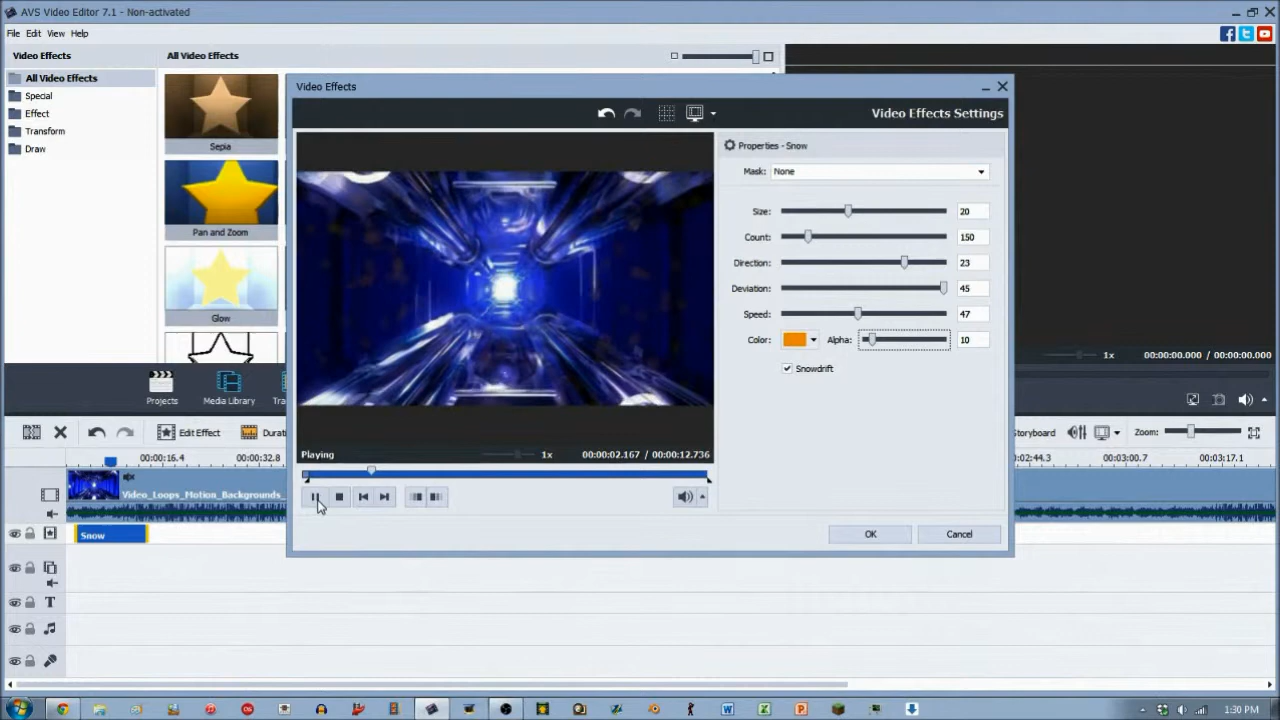 AVS Video Editor 7.1 - Non-activated
File Edit View Help
Video Effects
All Video Effects
All Video Effects
Special
Effect
Transform
Draw
Sepia
Pan and Zoom
Glow
Video Effects
Video Effects Settings
Properties - Snow
Mask: None
Size: 20
Count: 150
Direction: 23
Deviation: 45
Speed: 47
Color: Alpha: 10
Snowdrift
Playing 1x 00:00:02.167 / 00:00:12.736
OK Cancel
1x 00:00:00.000 / 00:00:00.000
Projects Media Library
Edit Effect
Storyboard Zoom:
00:00:16.4 00:00:32.8 00:03:00.7 00:03:17.1
Video_Loops_Motion_Backgrounds_
Snow
T
1:30 PM